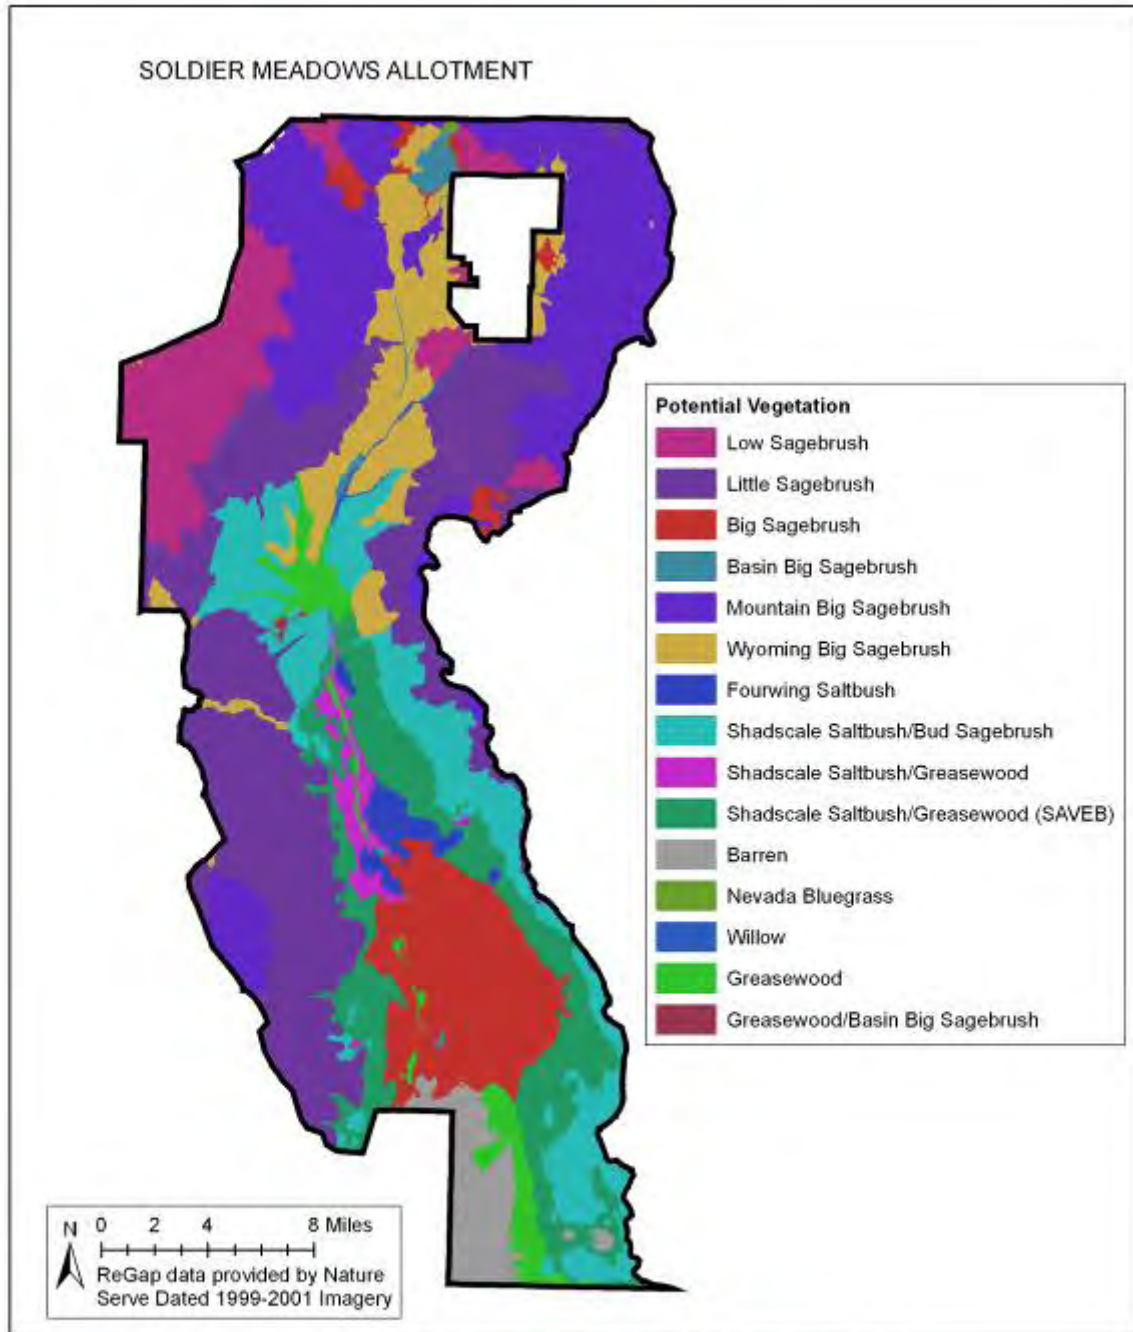 SOLDIER MEADOWS ALLOTMENT
Potential Vegetation
Low Sagebrush
Little Sagebrush
Big Sagebrush
Basin Big Sagebrush
Mountain Big Sagebrush
Wyoming Big Sagebrush
Fourwing Saltbush
Shadscale Saltbush/Bud Sagebrush
Shadscale Saltbush/Greasewood
Shadscale Saltbush/Greasewood (SAVEB)
Barren
Nevada Bluegrass
Willow
Greasewood
Greasewood/Basin Big Sagebrush
N 0 2 4 8 Miles
ReGap data provided by Nature
Serve Dated 1999-2001 Imagery